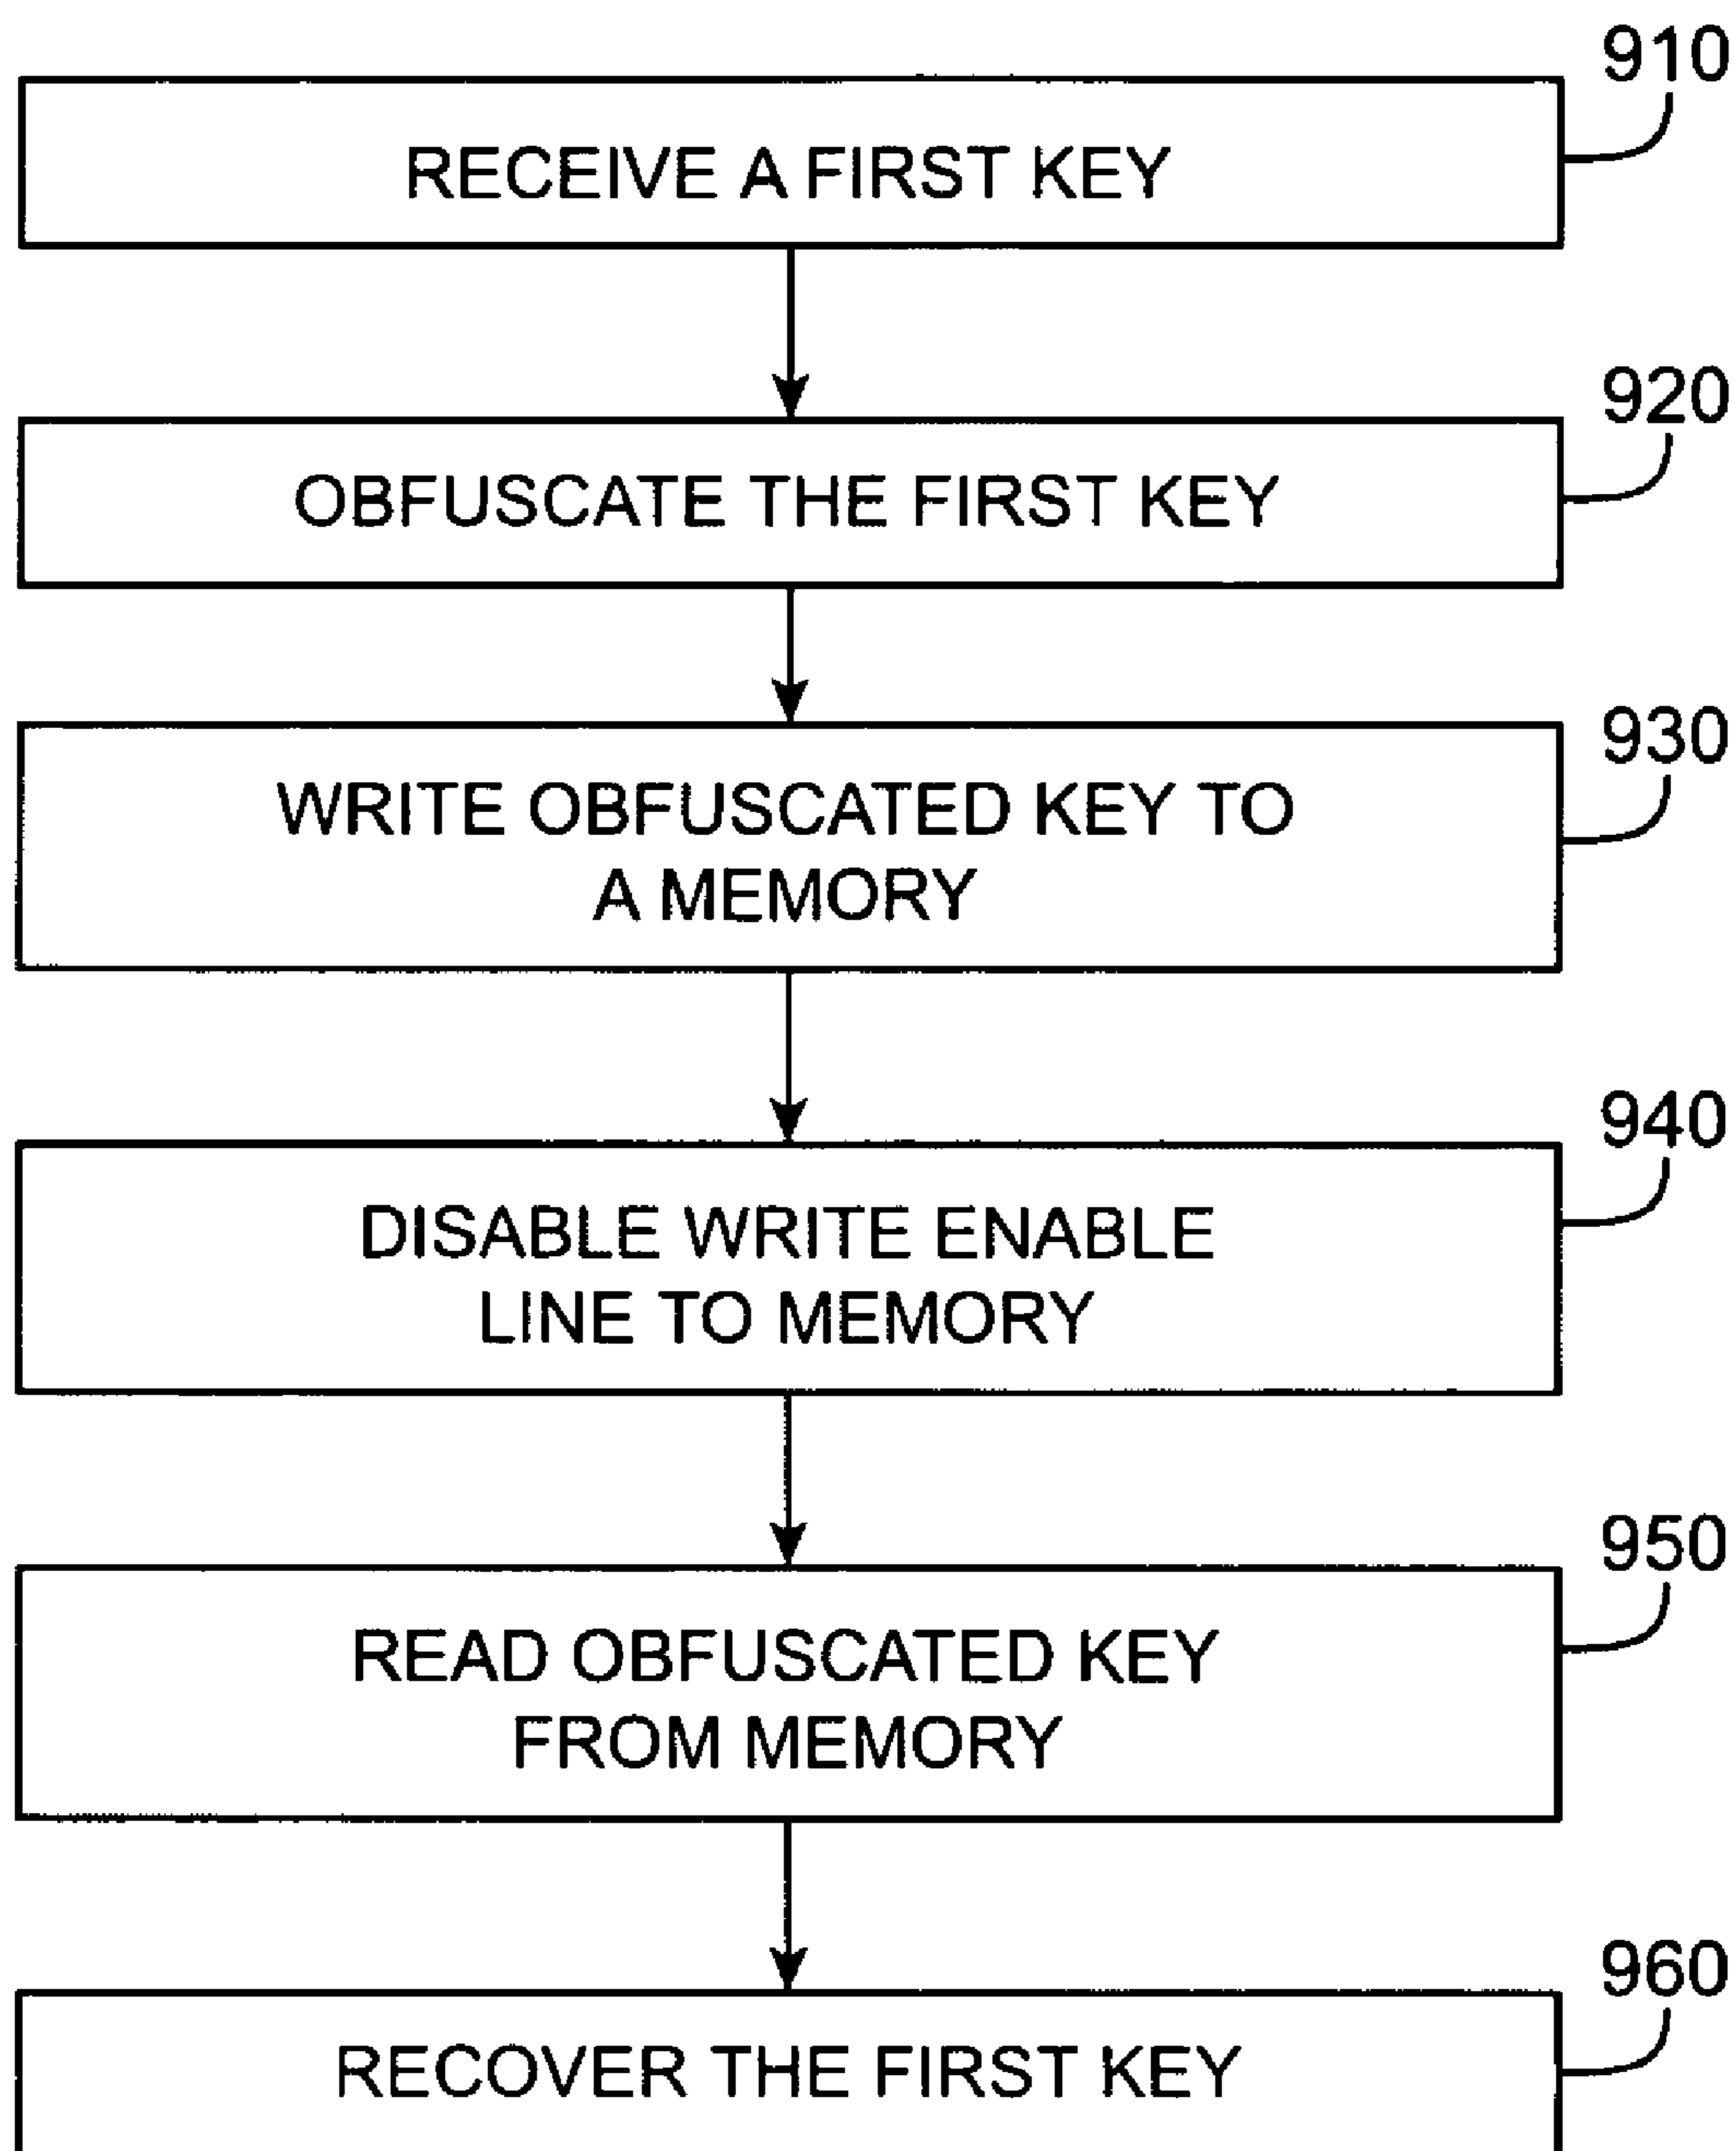 910
RECEIVE A FIRST KEY
920
OBFUSCATE THE FIRST KEY
930
WRITE OBFUSCATED KEY TO
A MEMORY
940
DISABLE WRITE ENABLE
LINE TO MEMORY
950
READ OBFUSCATED KEY
FROM MEMORY
960
RECOVER THE FIRST KEY